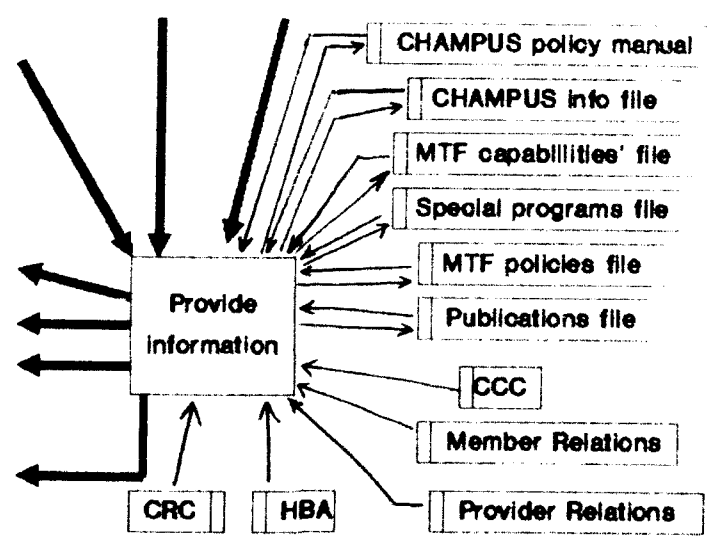 CHAMPUS policy manual
CHAMPUS info file
MTF capabillities' file
Special programs file
MTF policies file
Publications file
Provide
information
CCC
Member Relations
CRC
HBA
Provider Relations